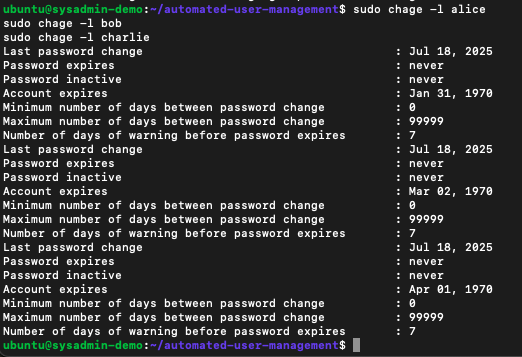 ubuntu@sysadmin-demo:~/automated-user-management$ sudo chage -l alice
sudo chage -l bob
sudo chage -l charlie
Last password change : Jul 18, 2025
Password expires : never
Password inactive : never
Account expires : Jan 31, 1970
Minimum number of days between password change : 0
Maximum number of days between password change : 99999
Number of days of warning before password expires : 7
Last password change : Jul 18, 2025
Password expires : never
Password inactive : never
Account expires : Mar 02, 1970
Minimum number of days between password change : 0
Maximum number of days between password change : 99999
Number of days of warning before password expires : 7
Last password change : Jul 18, 2025
Password expires : never
Password inactive : never
Account expires : Apr 01, 1970
Minimum number of days between password change : 0
Maximum number of days between password change : 99999
Number of days of warning before password expires : 7
ubuntu@sysadmin-demo:~/automated-user-management$